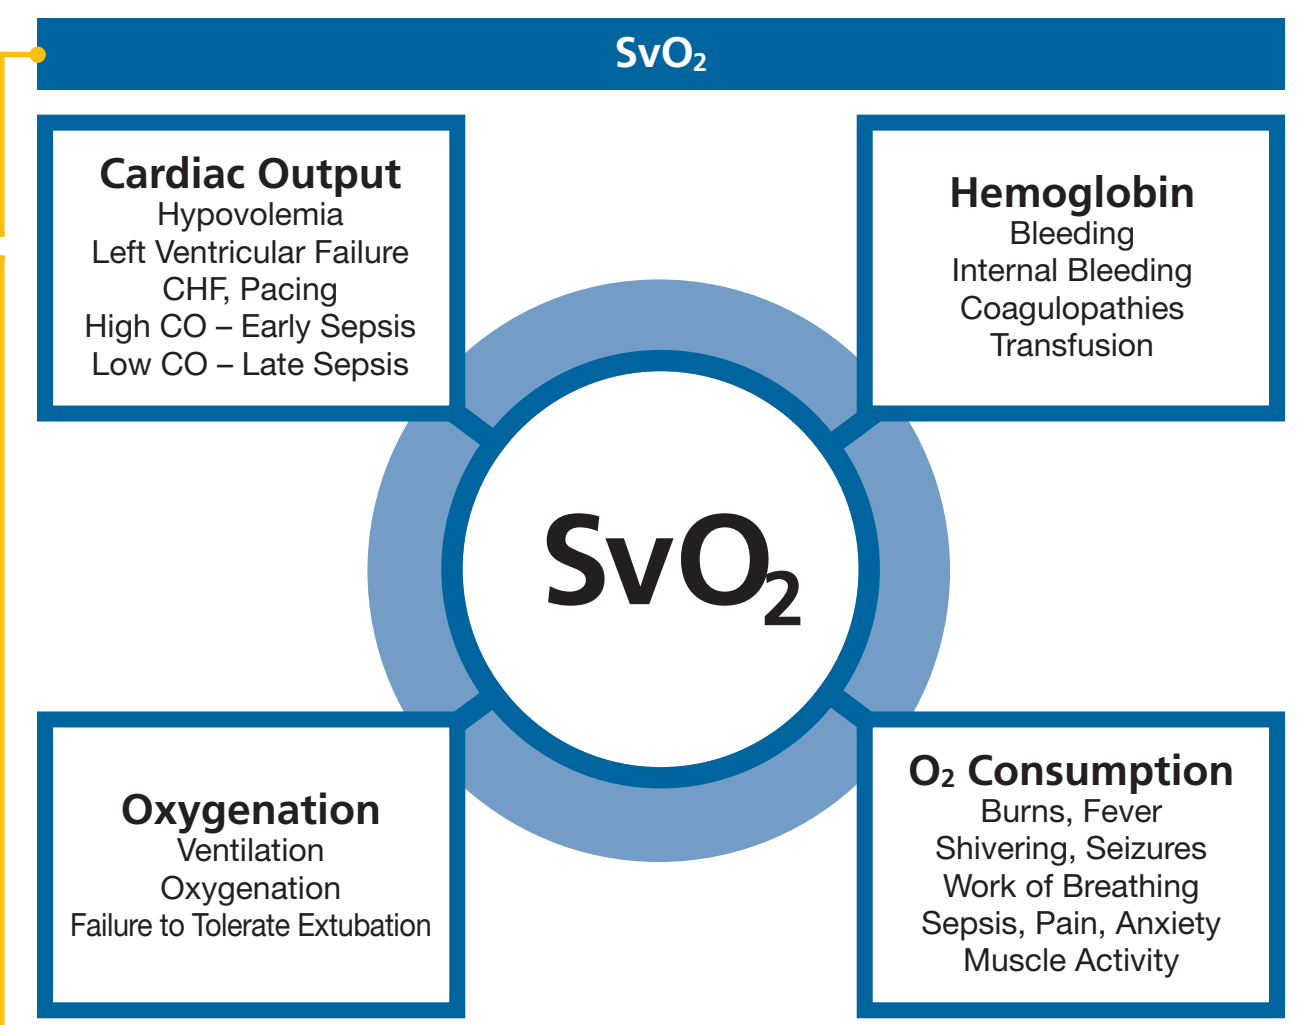 SvO₂
Cardiac Output
Hypovolemia
Left Ventricular Failure
CHF, Pacing
High CO – Early Sepsis
Low CO – Late Sepsis
Hemoglobin
Bleeding
Internal Bleeding
Coagulopathies
Transfusion
SvO₂
Oxygenation
Ventilation
Oxygenation
Failure to Tolerate Extubation
O₂ Consumption
Burns, Fever
Shivering, Seizures
Work of Breathing
Sepsis, Pain, Anxiety
Muscle Activity